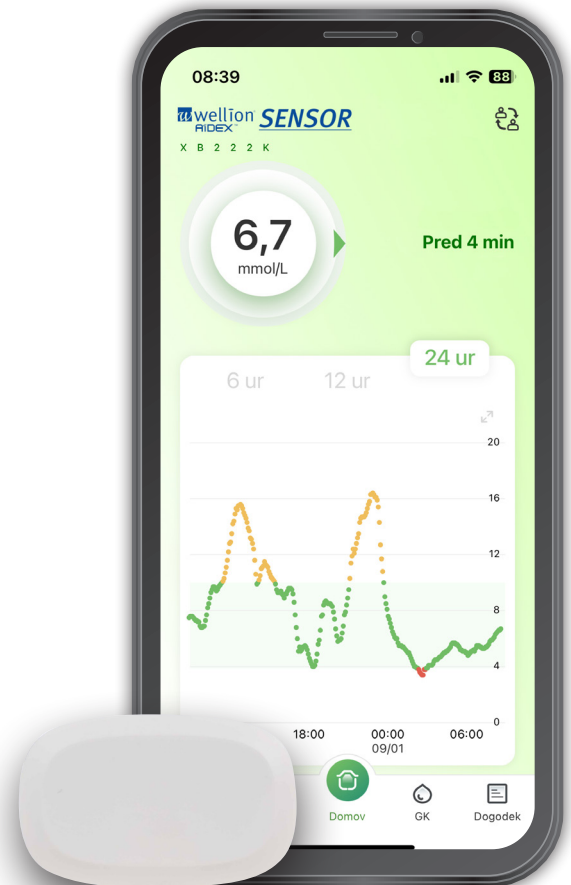 08:39
88
wellion SENSOR
AiDEX
X B 2 2 2 K
6,7
mmol/L
Pred 4 min
6 ur
12 ur
24 ur
20
16
12
8
4
0
18:00
00:00
06:00
09/01
Domov
GK
Dogodek